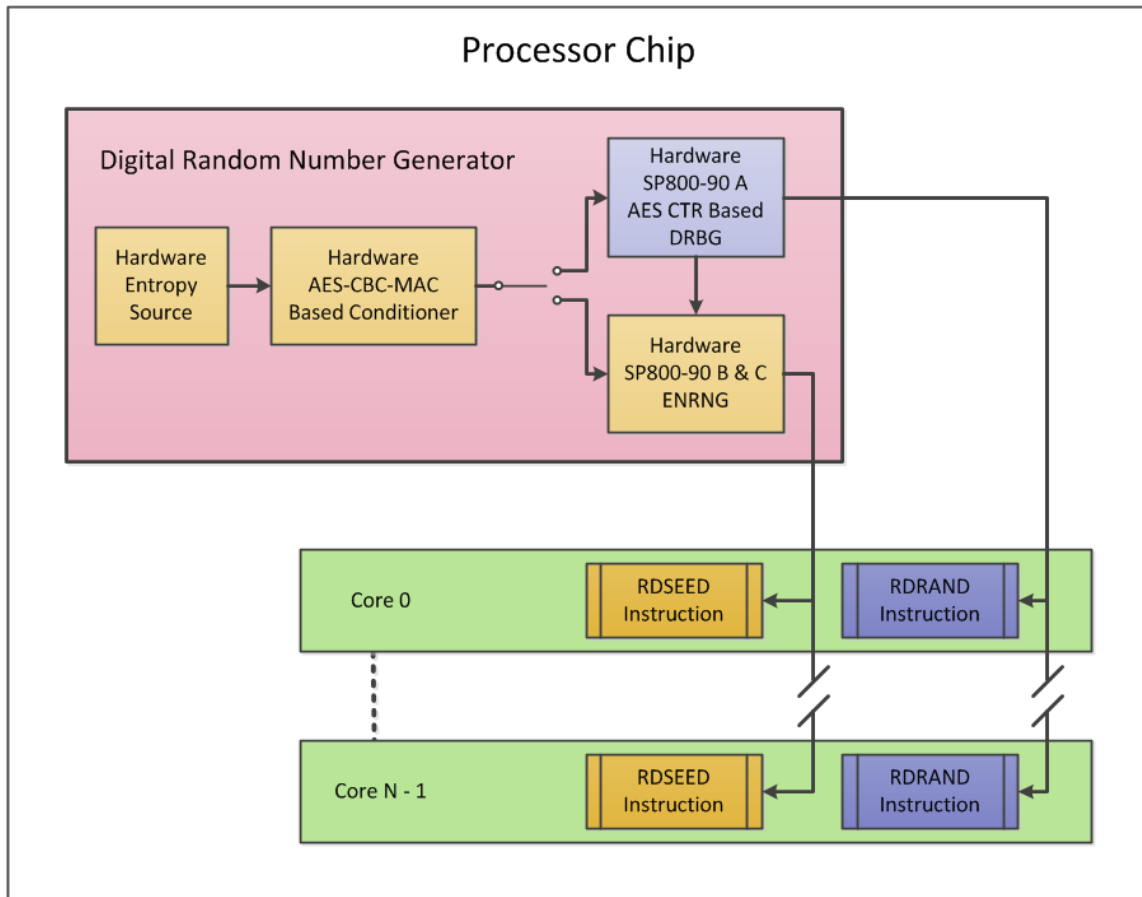 Processor Chip
Digital Random Number Generator
Hardware
Entropy
Source
Hardware
AES-CBC-MAC
Based Conditioner
Hardware
SP800-90 A
AES CTR Based
DRBG
Hardware
SP800-90 B & C
ENRNG
Core 0
RDSEED
Instruction
RDRAND
Instruction
Core N - 1
RDSEED
Instruction
RDRAND
Instruction